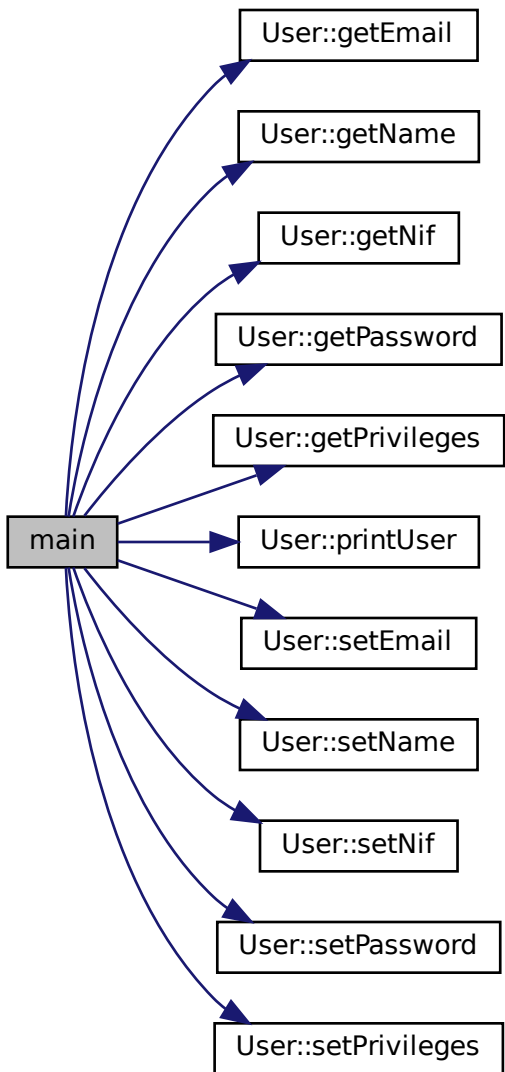 User::getEmail
User::getName
User::getNif
User::getPassword
User::getPrivileges
main
User::printUser
User::setEmail
User::setName
User::setNif
User::setPassword
User::setPrivileges